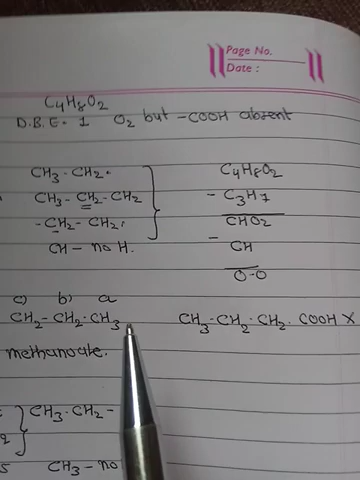 Page No.
Date :
C4H8O2
D.B.E. 1 O2 but -COOH absent
CH3-CH2.
CH3-CH2-CH2
-CH2-CH2.
CH- no H.
C4H8O2
- C3H7
CHO2
- CH
O-O
c) b) a
CH2-CH2-CH3
CH3-CH2-CH2. COOH X
methanoate.
CH3.CH2-
CH3- no